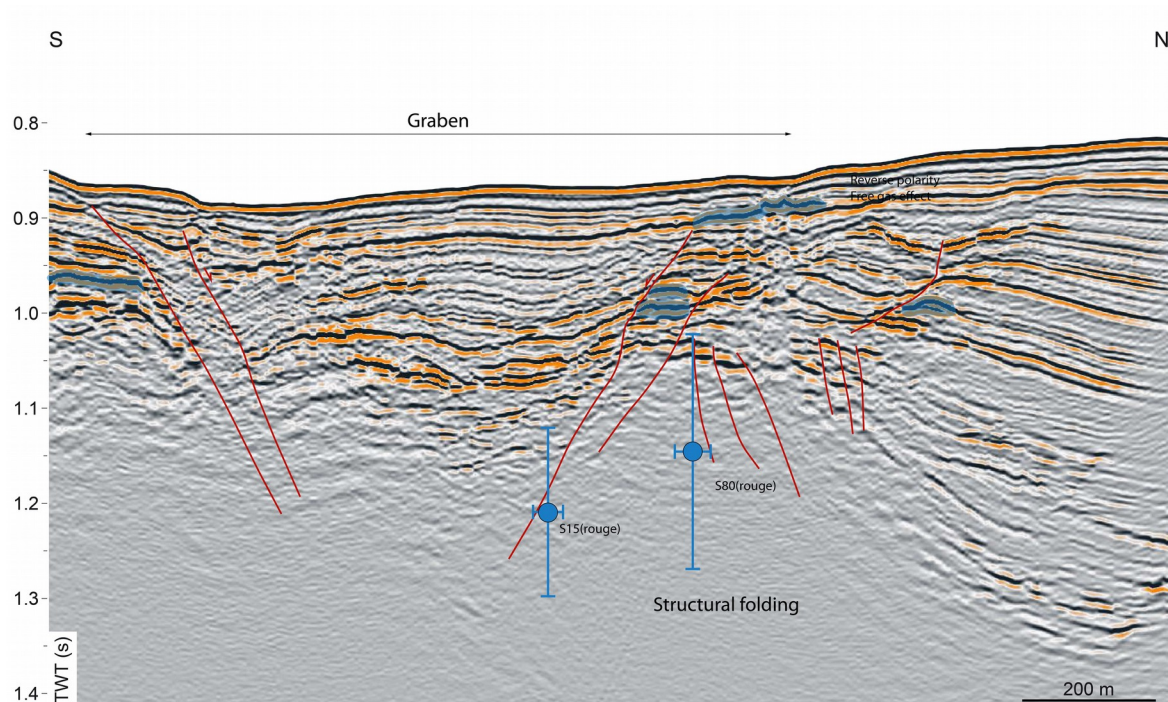 S
N
0.8
Graben
Reverse polarity
Free gas effect
0.9
1.0
1.1
1.2
S80(rouge)
S15(rouge)
1.3
Structural folding
TWT (s)
1.4
200 m